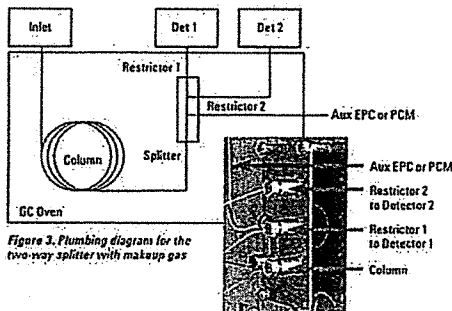 Inlet
Det 1
Det 2
Restrictor 1
Restrictor 2
Aux EPC or PCM
Column
Splitter
GC Oven
Aux EPC or PCM
Restrictor 2
to Detector 2
Restrictor 1
to Detector 1
Column
Figure 3. Plumbing diagram for the
two-way splitter with makeup gas